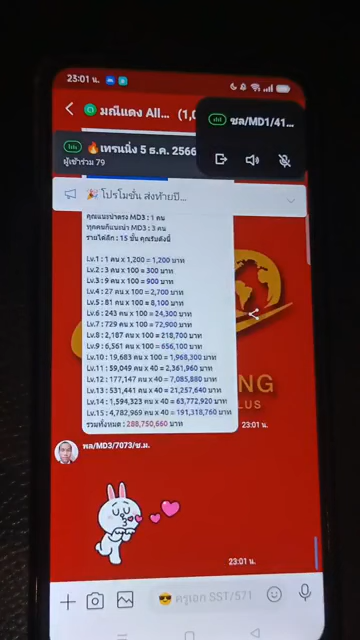 23:01 น.
มณีแดง All... (1,0
ซล/MD1/41...
🔥เทรนนิ่ง 5 ธ.ค. 2566
ผู้เข้าร่วม 79
🎉 โปรโมชั่น ส่งท้ายปี...
คุณแนะนำตรง MD3 : 1 คน
ทุกคนก็แนะนำ MD3 : 3 คน
รายได้ลึก : 15 ชั้น คุณรับดังนี้
Lv.1 : 1 คน x 1,200 = 1,200 บาท
Lv.2 : 3 คน x 100 = 300 บาท
Lv.3 : 9 คน x 100 = 900 บาท
Lv.4 : 27 คน x 100 = 2,700 บาท
Lv.5 : 81 คน x 100 = 8,100 บาท
Lv.6 : 243 คน x 100 = 24,300 บาท
Lv.7 : 729 คน x 100 = 72,900 บาท
Lv.8 : 2,187 คน x 100 = 218,700 บาท
Lv.9 : 6,561 คน x 100 = 656,100 บาท
Lv.10 : 19,683 คน x 100 = 1,968,300 บาท
Lv.11 : 59,049 คน x 40 = 2,361,960 บาท
Lv.12 : 177,147 คน x 40 = 7,085,880 บาท
Lv.13 : 531,441 คน x 40 = 21,257,640 บาท
Lv.14 : 1,594,323 คน x 40 = 63,772,920 บาท
Lv.15 : 4,782,969 คน x 40 = 191,318,760 บาท
รวมทั้งหมด : 288,750,660 บาท
NG
PLUS
23:01 น.
พล/MD3/7073/ช.ม.
23:01 น.
😎 ครูเอก SST/571